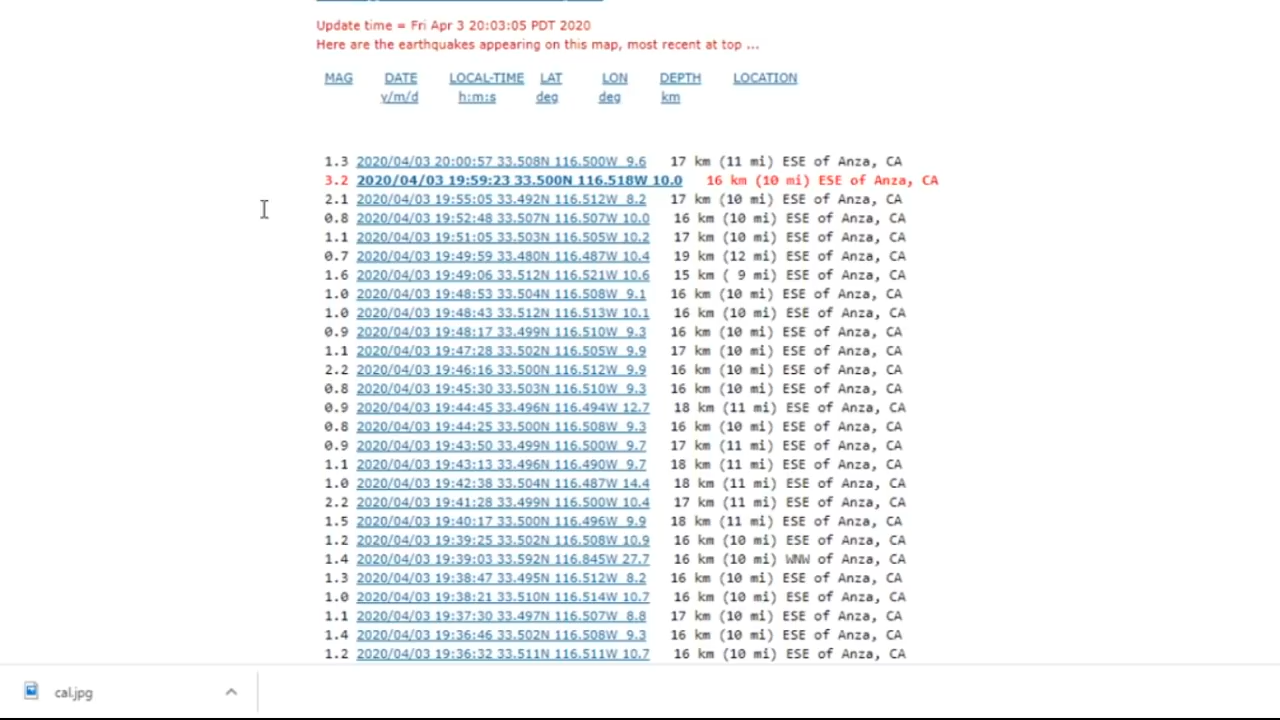 Update time = Fri Apr 3 20:03:05 PDT 2020
Here are the earthquakes appearing on this map, most recent at top ...
MAG DATE LOCAL-TIME LAT LON DEPTH LOCATION
y/m/d h:m:s deg deg km
1.3 2020/04/03 20:00:57 33.508N 116.500W 9.6 17 km (11 mi) ESE of Anza, CA
3.2 2020/04/03 19:59:23 33.500N 116.518W 10.0 16 km (10 mi) ESE of Anza, CA
2.1 2020/04/03 19:55:05 33.492N 116.512W 8.2 17 km (10 mi) ESE of Anza, CA
0.8 2020/04/03 19:52:48 33.507N 116.507W 10.0 16 km (10 mi) ESE of Anza, CA
1.1 2020/04/03 19:51:05 33.503N 116.505W 10.2 17 km (10 mi) ESE of Anza, CA
0.7 2020/04/03 19:49:59 33.480N 116.487W 10.4 19 km (12 mi) ESE of Anza, CA
1.6 2020/04/03 19:49:06 33.512N 116.521W 10.6 15 km ( 9 mi) ESE of Anza, CA
1.0 2020/04/03 19:48:53 33.504N 116.508W 9.1 16 km (10 mi) ESE of Anza, CA
1.0 2020/04/03 19:48:43 33.512N 116.513W 10.1 16 km (10 mi) ESE of Anza, CA
0.9 2020/04/03 19:48:17 33.499N 116.510W 9.3 16 km (10 mi) ESE of Anza, CA
1.1 2020/04/03 19:47:28 33.502N 116.505W 9.9 17 km (10 mi) ESE of Anza, CA
2.2 2020/04/03 19:46:16 33.500N 116.512W 9.9 16 km (10 mi) ESE of Anza, CA
0.8 2020/04/03 19:45:30 33.503N 116.510W 9.3 16 km (10 mi) ESE of Anza, CA
0.9 2020/04/03 19:44:45 33.496N 116.494W 12.7 18 km (11 mi) ESE of Anza, CA
0.8 2020/04/03 19:44:25 33.500N 116.508W 9.3 16 km (10 mi) ESE of Anza, CA
0.9 2020/04/03 19:43:50 33.499N 116.500W 9.7 17 km (11 mi) ESE of Anza, CA
1.1 2020/04/03 19:43:13 33.496N 116.490W 9.7 18 km (11 mi) ESE of Anza, CA
1.0 2020/04/03 19:42:38 33.504N 116.487W 14.4 18 km (11 mi) ESE of Anza, CA
2.2 2020/04/03 19:41:28 33.499N 116.500W 10.4 17 km (11 mi) ESE of Anza, CA
1.5 2020/04/03 19:40:17 33.500N 116.496W 9.9 18 km (11 mi) ESE of Anza, CA
1.2 2020/04/03 19:39:25 33.502N 116.508W 10.9 16 km (10 mi) ESE of Anza, CA
1.4 2020/04/03 19:39:03 33.592N 116.845W 27.7 16 km (10 mi) WNW of Anza, CA
1.3 2020/04/03 19:38:47 33.495N 116.512W 8.2 16 km (10 mi) ESE of Anza, CA
1.0 2020/04/03 19:38:21 33.510N 116.514W 10.7 16 km (10 mi) ESE of Anza, CA
1.1 2020/04/03 19:37:30 33.497N 116.507W 8.8 17 km (10 mi) ESE of Anza, CA
1.4 2020/04/03 19:36:46 33.502N 116.508W 9.3 16 km (10 mi) ESE of Anza, CA
1.2 2020/04/03 19:36:32 33.511N 116.511W 10.7 16 km (10 mi) ESE of Anza, CA
cal.jpg